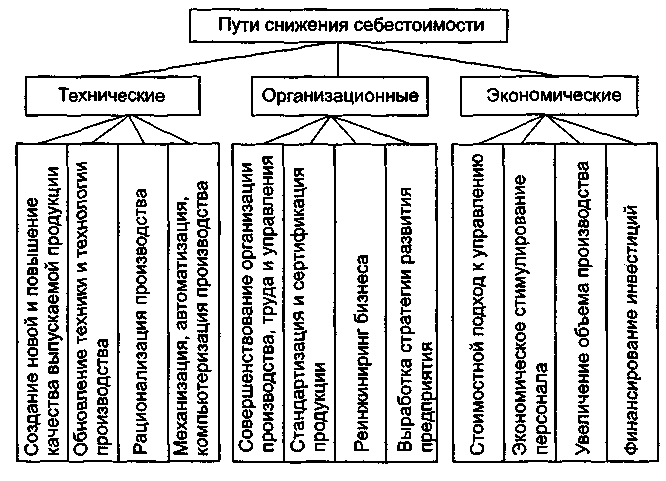 Пути снижения себестоимости
Технические
Организационные
Экономические
Создание новой и повышение
качества выпускаемой продукции
Обновление техники и технологии
производства
Рационализация производства
Механизация, автоматизация,
компьютеризация производства
Совершенствование организации
производства, труда и управления
Стандартизация и сертификация
продукции
Реинжиниринг бизнеса
Выработка стратегии развития
предприятия
Стоимостной подход к управлению
Экономическое стимулирование
персонала
Увеличение объема производства
Финансирование инвестиций